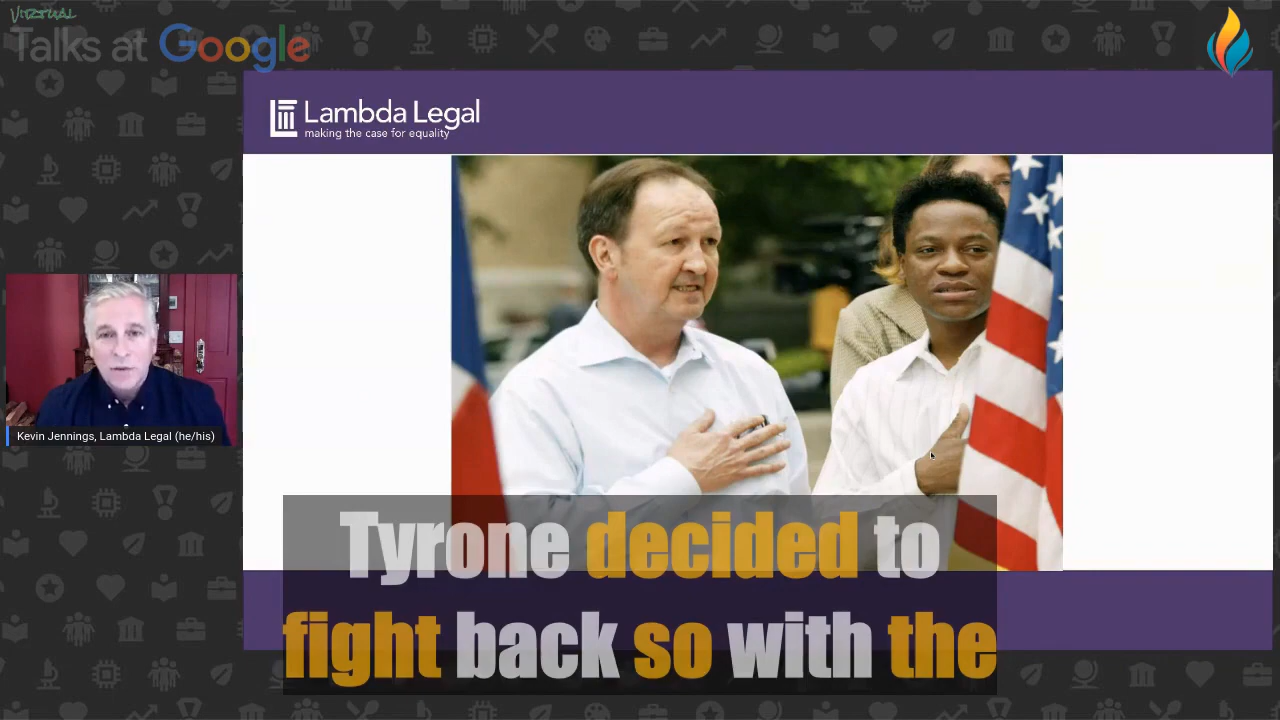 Talks at Google
Lambda Legal
making the case for equality
Kevin Jennings, Lambda Legal (he/his)
Tyrone decided to
fight back so with the